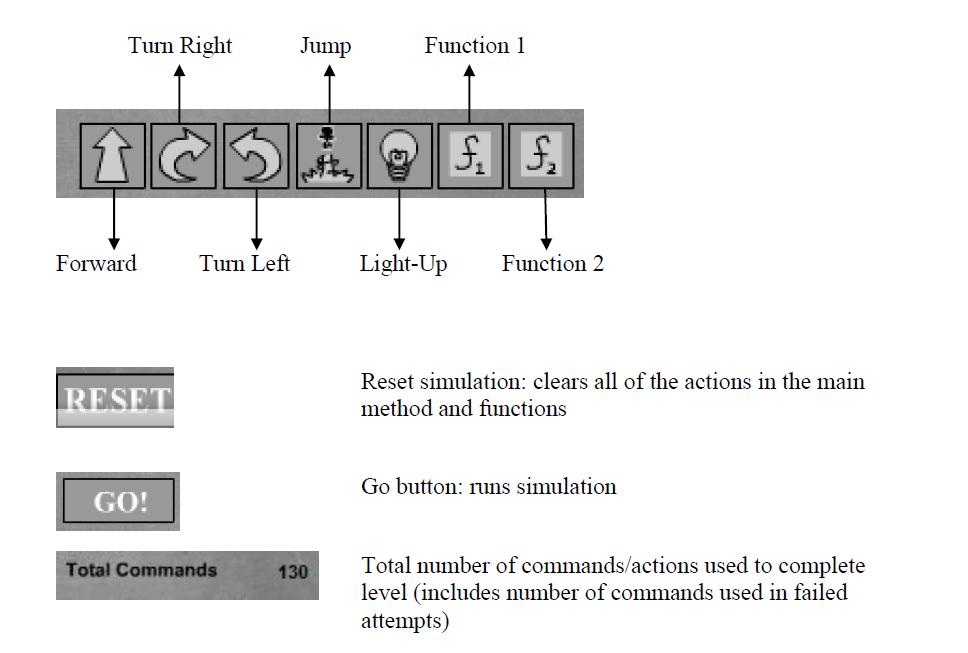 Turn Right Jump Function 1
f1 f2
Forward Turn Left Light-Up Function 2
RESET
Reset simulation: clears all of the actions in the main
method and functions
GO!
Go button: runs simulation
Total Commands 130
Total number of commands/actions used to complete
level (includes number of commands used in failed
attempts)